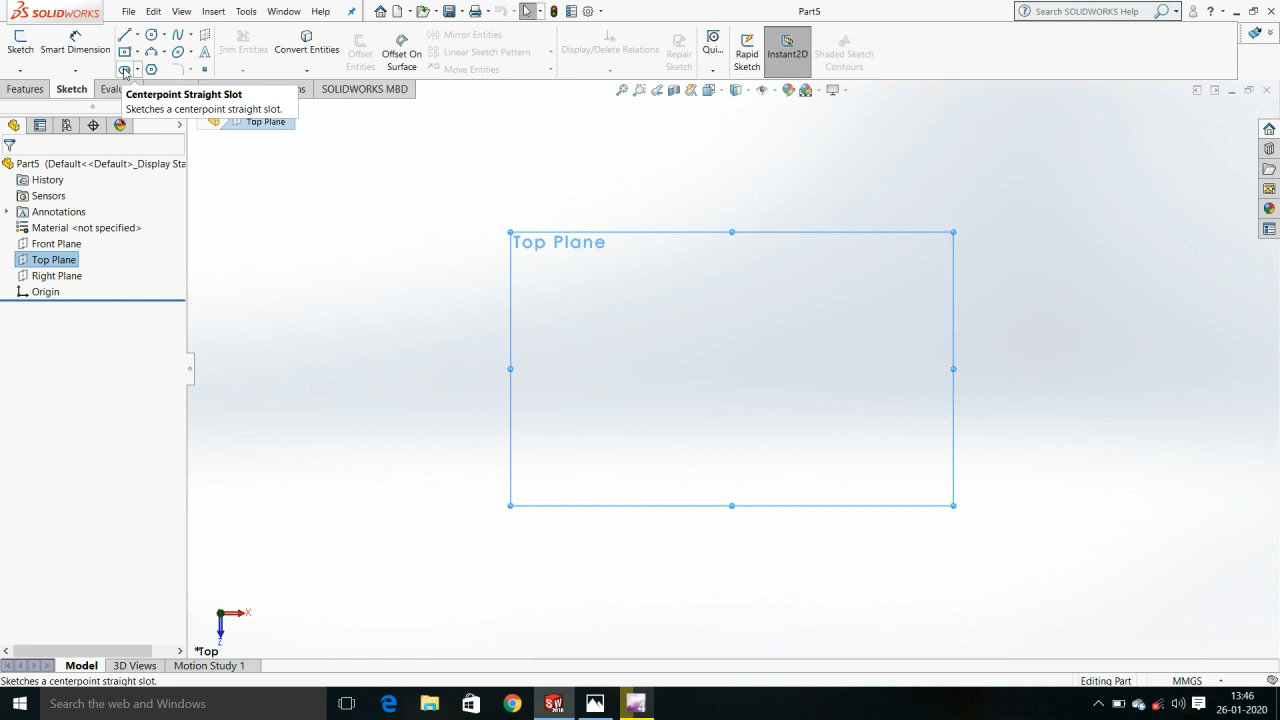 SOLIDWORKS File Edit View Insert Tools Window Help Part5 Search SOLIDWORKS Help
Sketch Smart Dimension Trim Entities Convert Entities Offset Entities Offset On Surface Mirror Entities Linear Sketch Pattern Move Entities Display/Delete Relations Repair Sketch Qui... Rapid Sketch Instant2D Shaded Sketch Contours
Features Sketch SOLIDWORKS MBD
Centerpoint Straight Slot
Sketches a centerpoint straight slot.
Top Plane
Part5 (Default<<Default>_Display Sta
History
Sensors
Annotations
Material <not specified>
Front Plane
Top Plane
Right Plane
Origin
Top Plane
X
Z
*Top
Model 3D Views Motion Study 1
Sketches a centerpoint straight slot. Editing Part MMGS
Search the web and Windows
13:46
26-01-2020